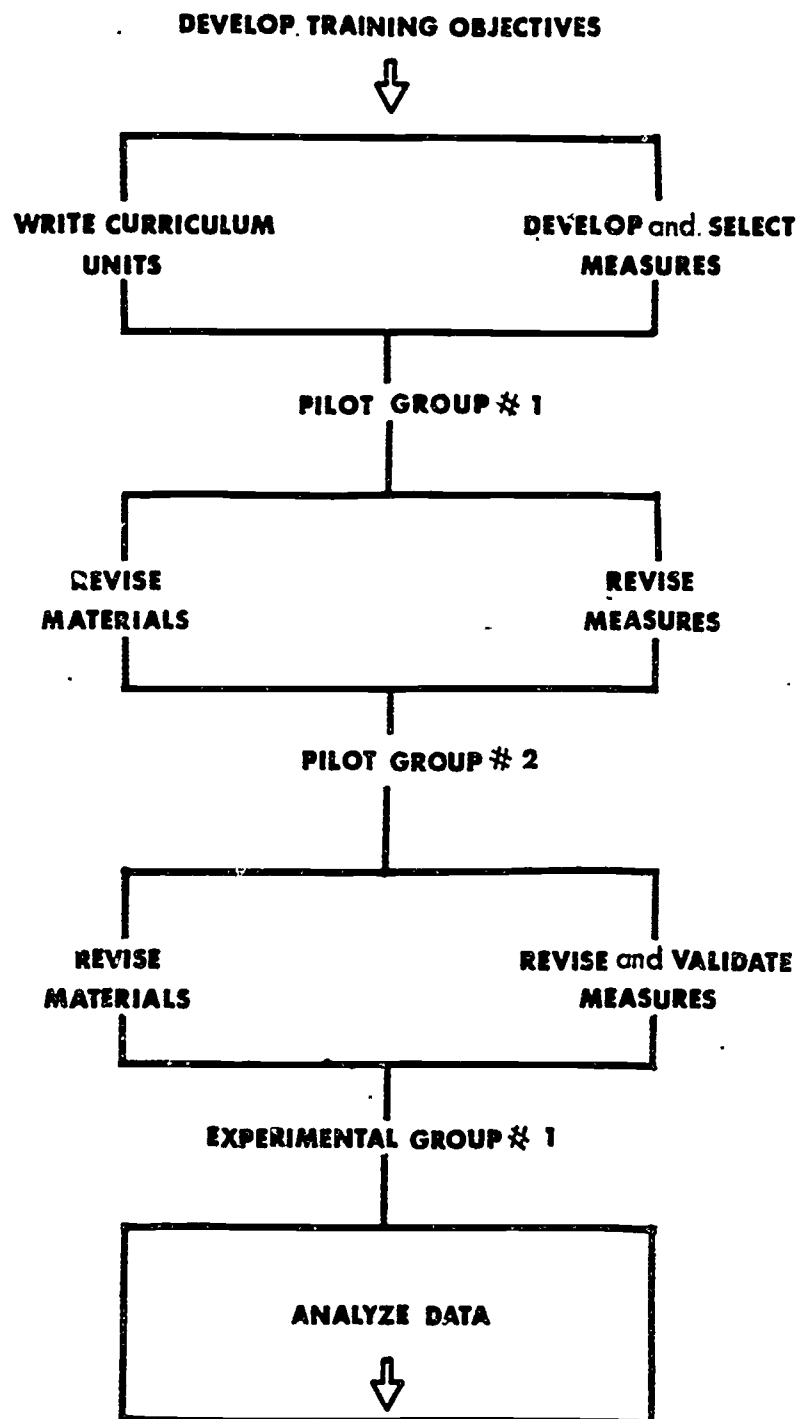 DEVELOP TRAINING OBJECTIVES
WRITE CURRICULUM
UNITS
DEVELOP and SELECT
MEASURES
PILOT GROUP # 1
REVISE
MATERIALS
REVISE
MEASURES
PILOT GROUP # 2
REVISE
MATERIALS
REVISE and VALIDATE
MEASURES
EXPERIMENTAL GROUP # 1
ANALYZE DATA